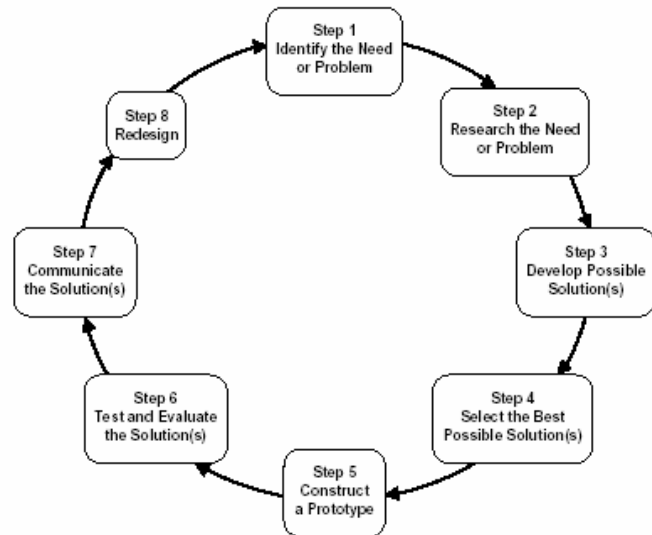 Step 1
Identify the Need
or Problem
Step 2
Research the Need
or Problem
Step 3
Develop Possible
Solution(s)
Step 4
Select the Best
Possible Solution(s)
Step 5
Construct
a Prototype
Step 6
Test and Evaluate
the Solution(s)
Step 7
Communicate
the Solution(s)
Step 8
Redesign